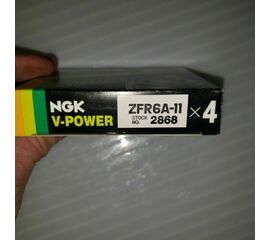 NGK
V-POWER
ZFR6A-11
STOCK NO. 2868
×4